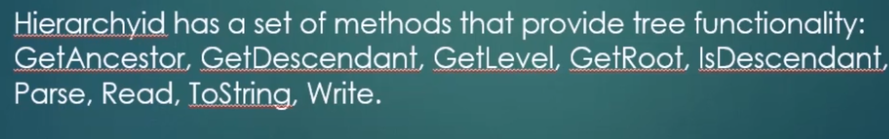 Hierarchyid has a set of methods that provide tree functionality:
GetAncestor, GetDescendant, GetLevel, GetRoot, IsDescendant,
Parse, Read, ToString, Write.